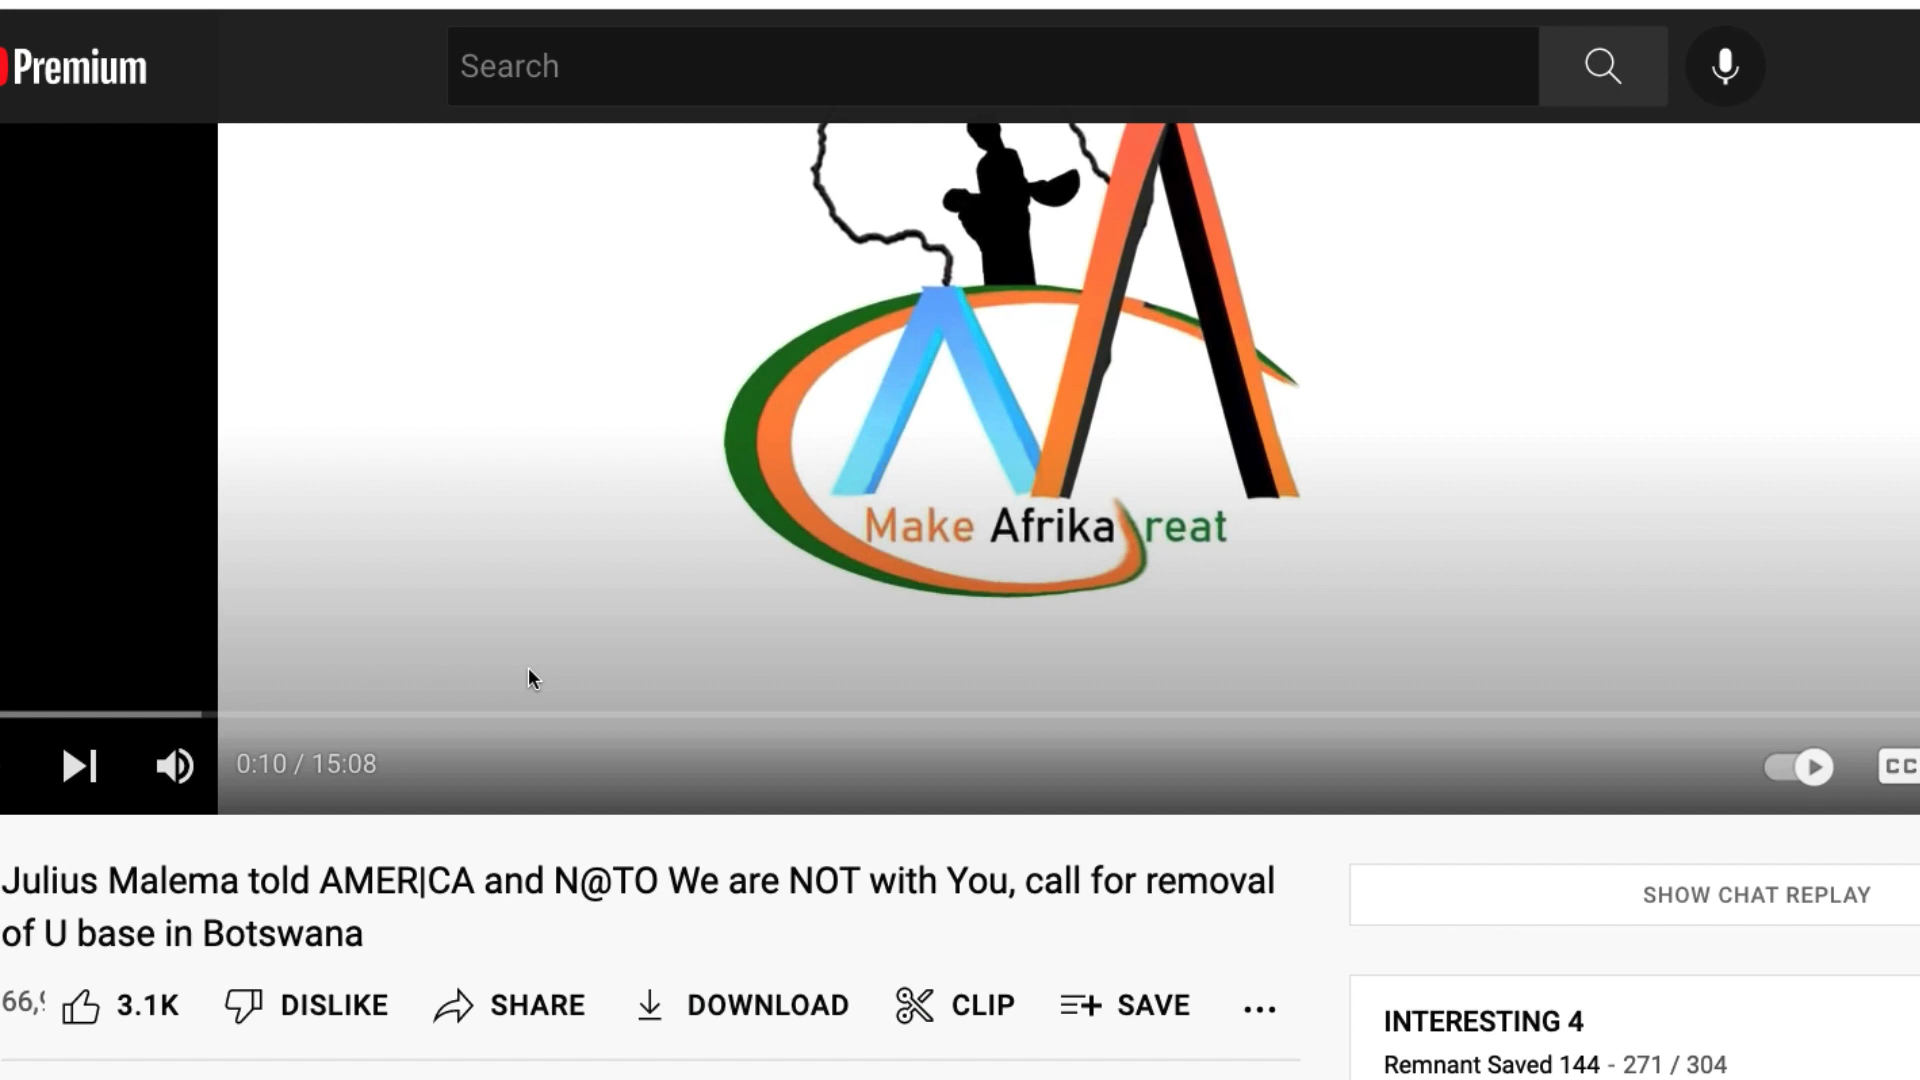 Premium
Search
Make Afrika reat
0:10 / 15:08
CC
Julius Malema told AMER|CA and N@TO We are NOT with You, call for removal
of U base in Botswana
SHOW CHAT REPLAY
66,
3.1K
DISLIKE
SHARE
DOWNLOAD
CLIP
SAVE
INTERESTING 4
Remnant Saved 144 - 271 / 304